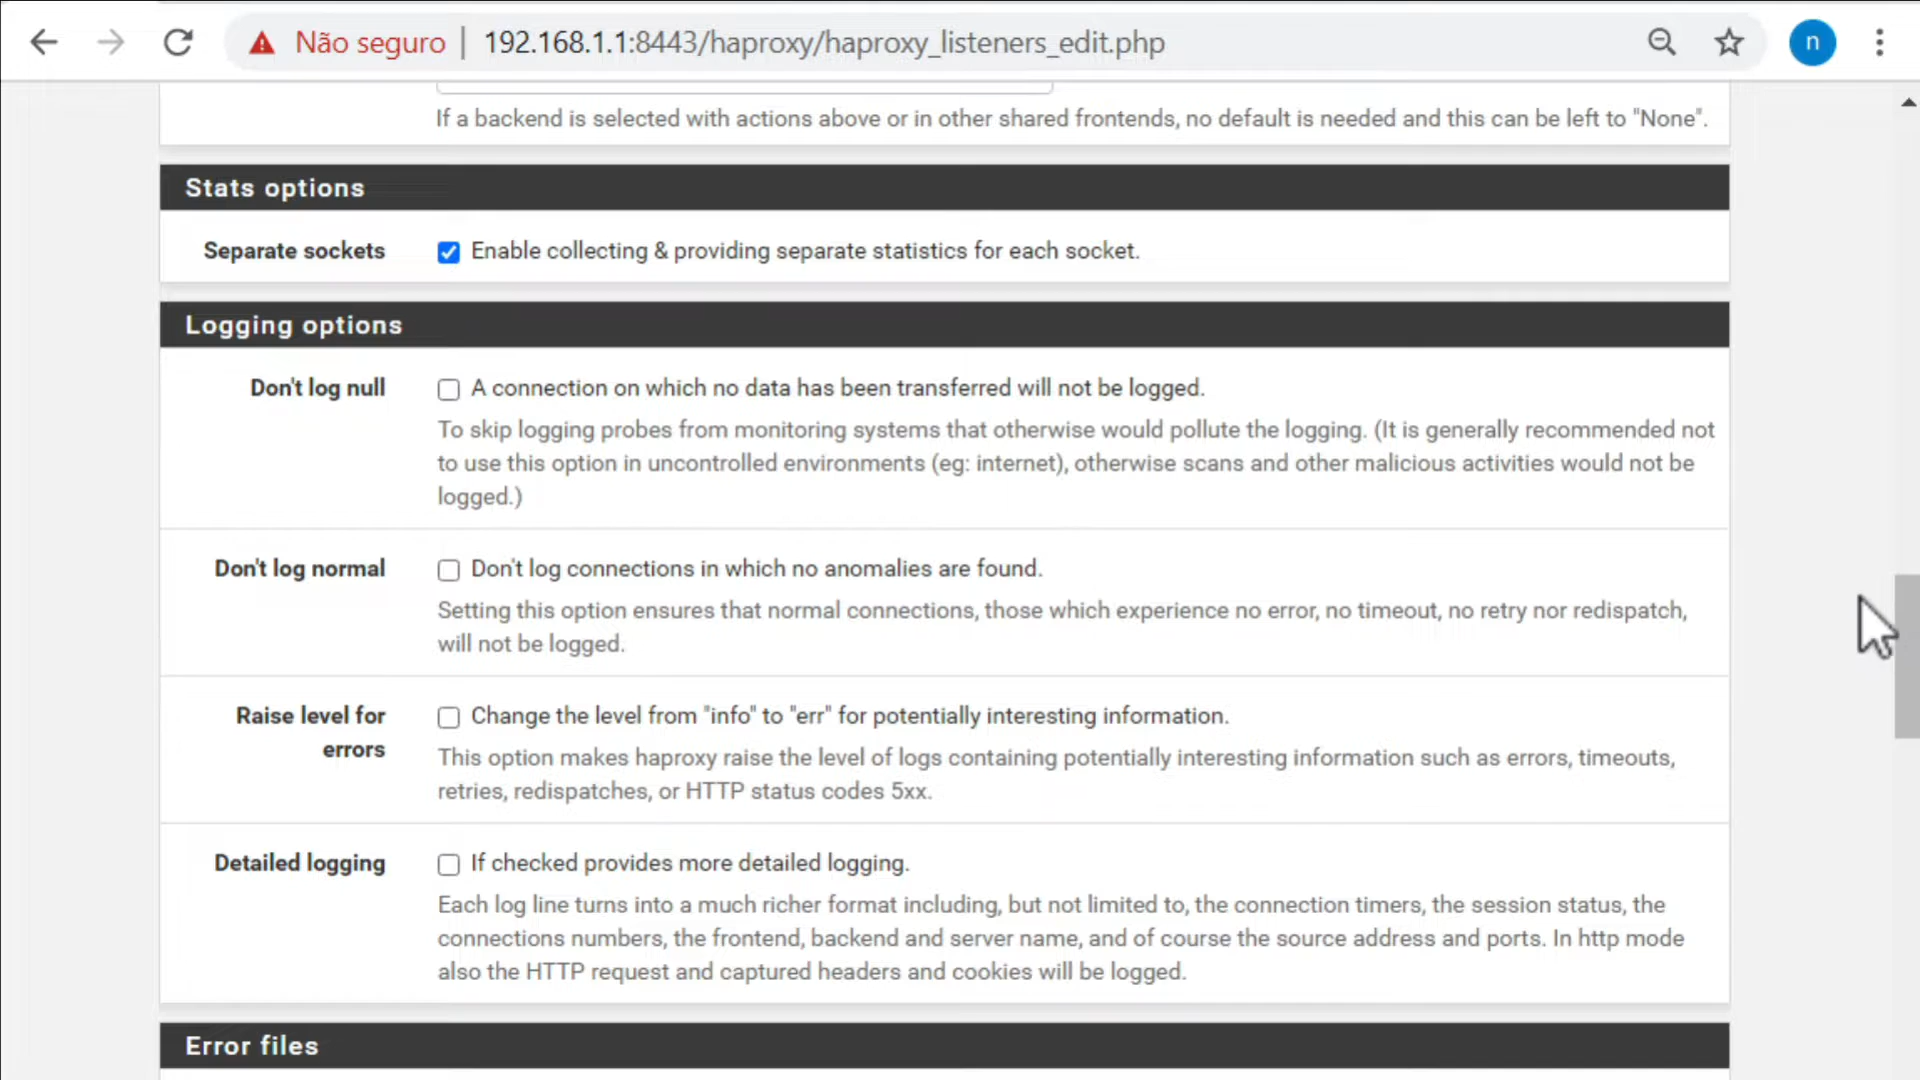 Não seguro | 192.168.1.1:8443/haproxy/haproxy_listeners_edit.php
n
If a backend is selected with actions above or in other shared frontends, no default is needed and this can be left to "None".
Stats options
Separate sockets
Enable collecting & providing separate statistics for each socket.
Logging options
Don't log null
A connection on which no data has been transferred will not be logged.
To skip logging probes from monitoring systems that otherwise would pollute the logging. (It is generally recommended not
to use this option in uncontrolled environments (eg: internet), otherwise scans and other malicious activities would not be
logged.)
Don't log normal
Don't log connections in which no anomalies are found.
Setting this option ensures that normal connections, those which experience no error, no timeout, no retry nor redispatch,
will not be logged.
Raise level for
errors
Change the level from "info" to "err" for potentially interesting information.
This option makes haproxy raise the level of logs containing potentially interesting information such as errors, timeouts,
retries, redispatches, or HTTP status codes 5xx.
Detailed logging
If checked provides more detailed logging.
Each log line turns into a much richer format including, but not limited to, the connection timers, the session status, the
connections numbers, the frontend, backend and server name, and of course the source address and ports. In http mode
also the HTTP request and captured headers and cookies will be logged.
Error files